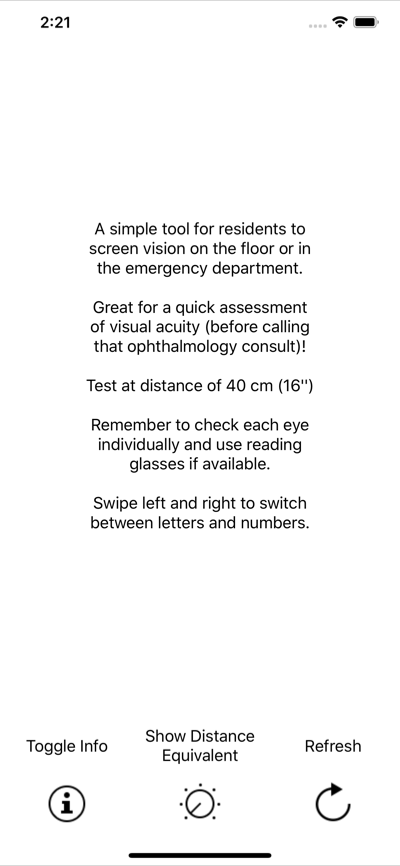 2:21
A simple tool for residents to
screen vision on the floor or in
the emergency department.
Great for a quick assessment
of visual acuity (before calling
that ophthalmology consult)!
Test at distance of 40 cm (16'')
Remember to check each eye
individually and use reading
glasses if available.
Swipe left and right to switch
between letters and numbers.
Toggle Info
Show Distance
Equivalent
Refresh